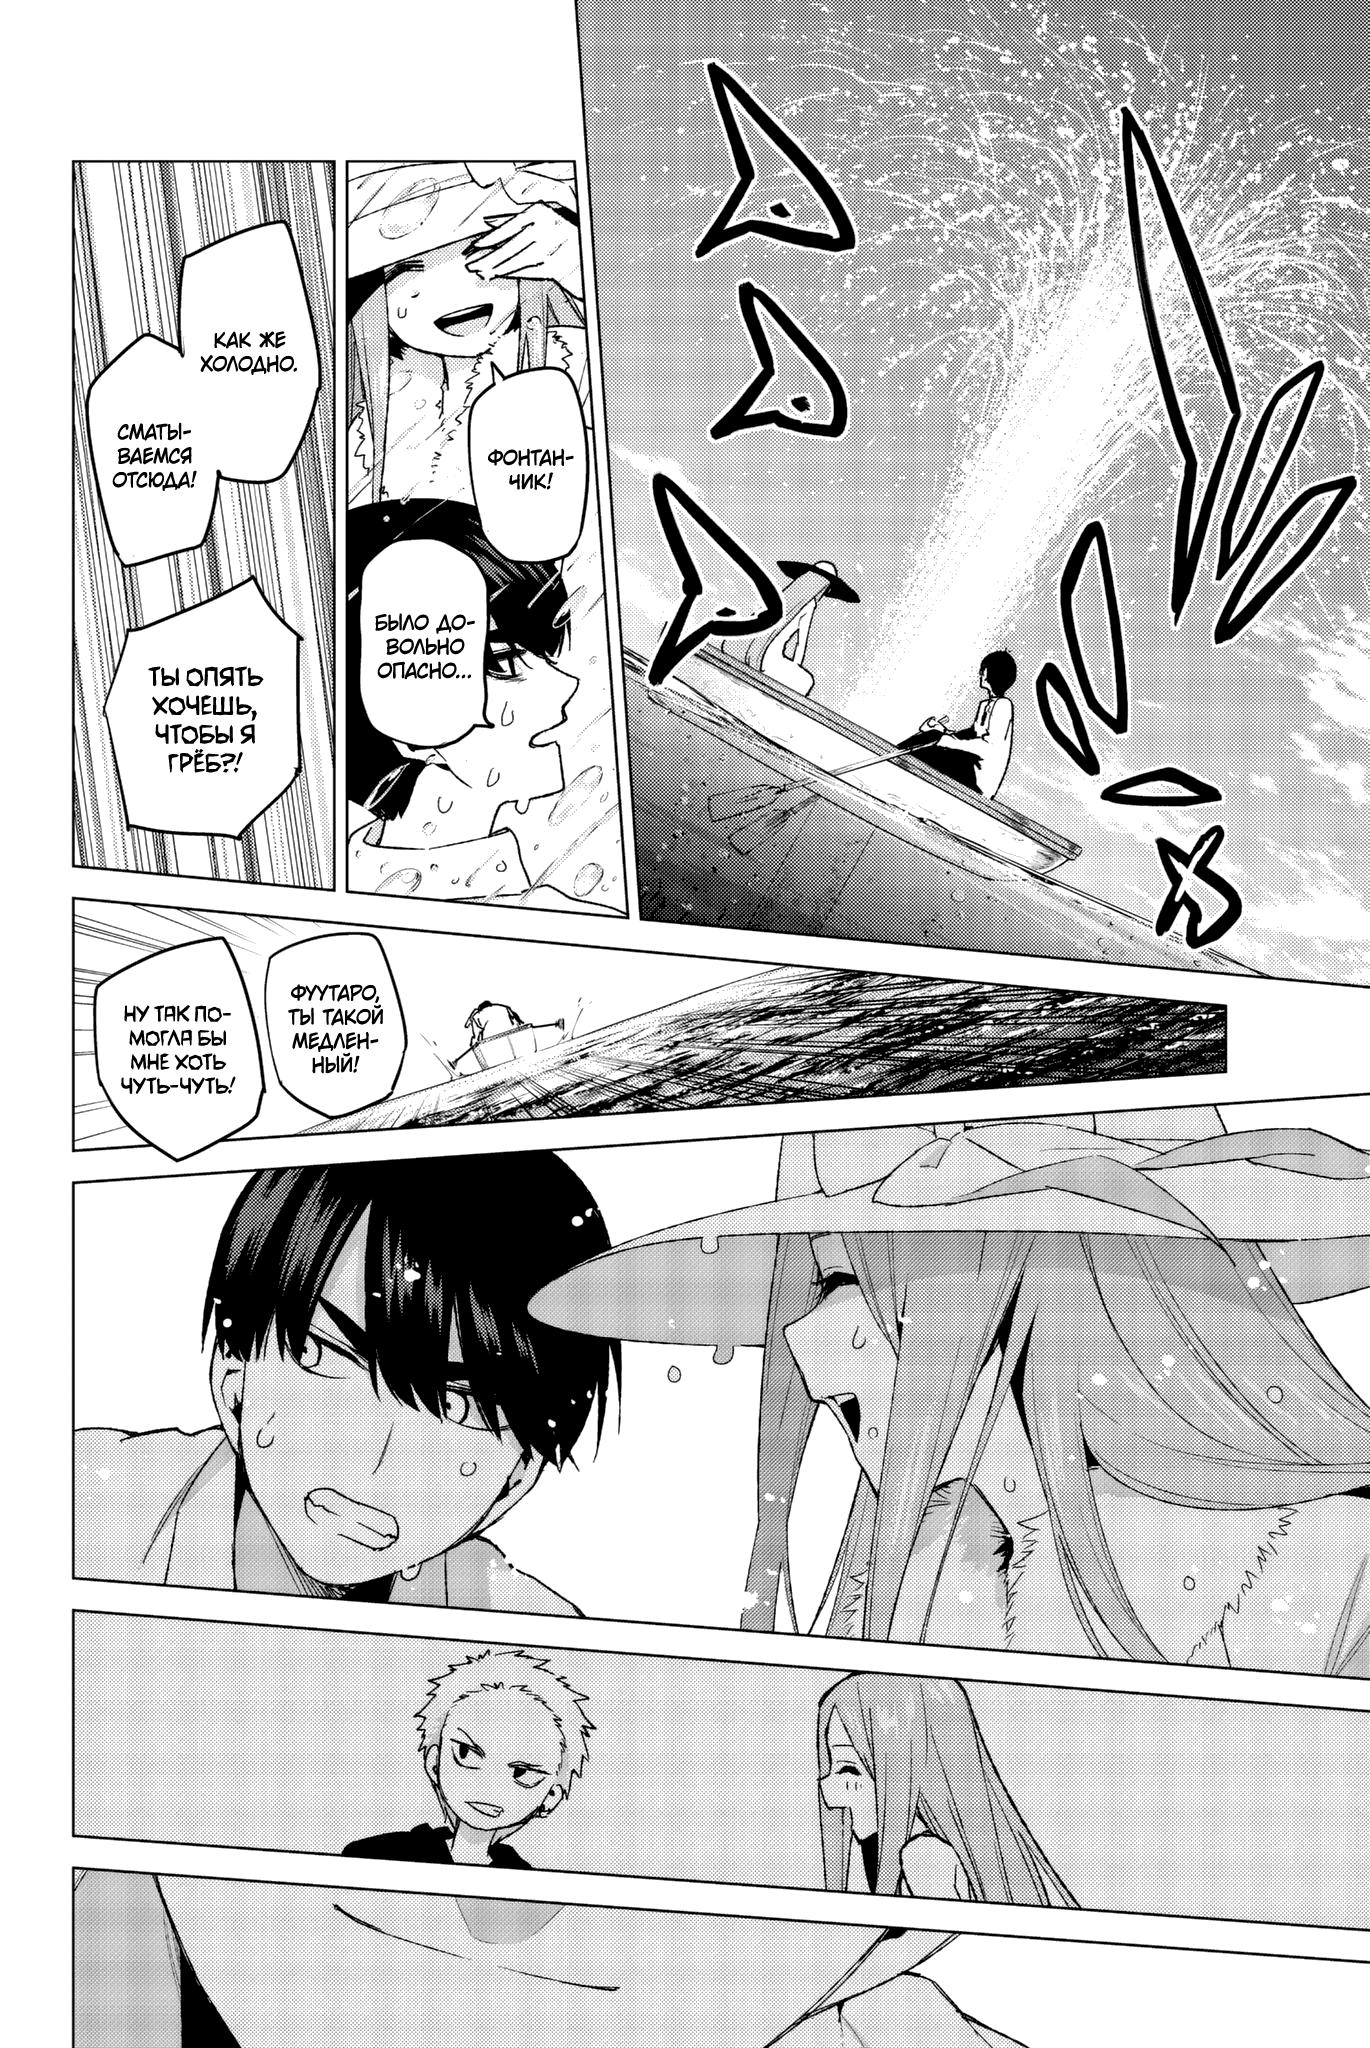 ФОНТАН-
ЧИК!
БЫЛО ДО-
ВОЛЬНО
ОПАСНО...
КАК ЖЕ
ХОЛОДНО.
СМАТЫ-
ВАЕМСЯ
ОТСЮДА!
ТЫ ОПЯТЬ
ХОЧЕШЬ,
ЧТОБЫ Я
ГРЁБ?!
ФУУТАРО,
ТЫ ТАКОЙ
МЕДЛЕН-
НЫЙ!
НУ ТАК ПО-
МОГЛА БЫ
МНЕ ХОТЬ
ЧУТЬ-ЧУТЬ!